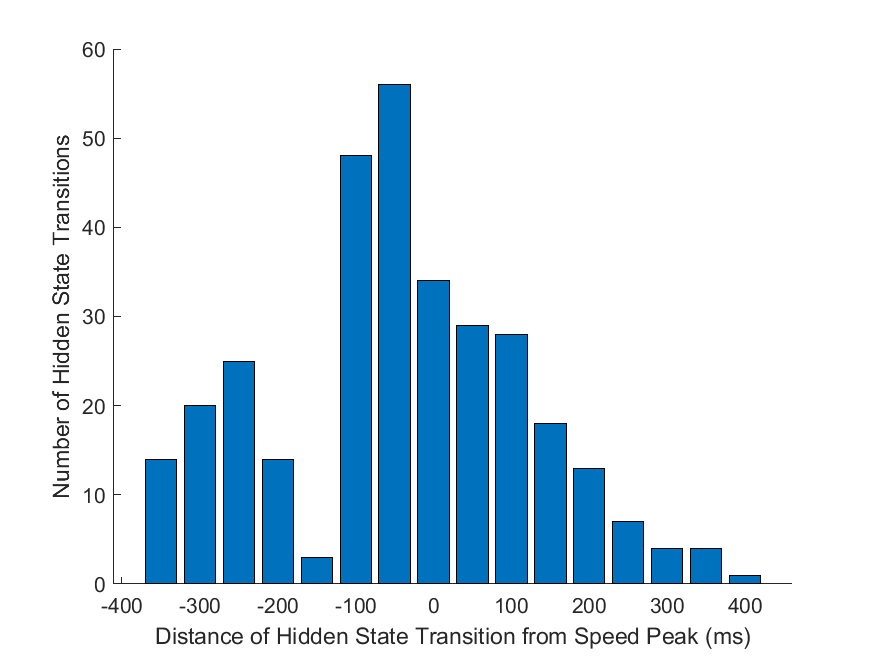 60
50
40
30
20
10
0
Number of Hidden State Transitions
-400 -300 -200 -100 0 100 200 300 400
Distance of Hidden State Transition from Speed Peak (ms)